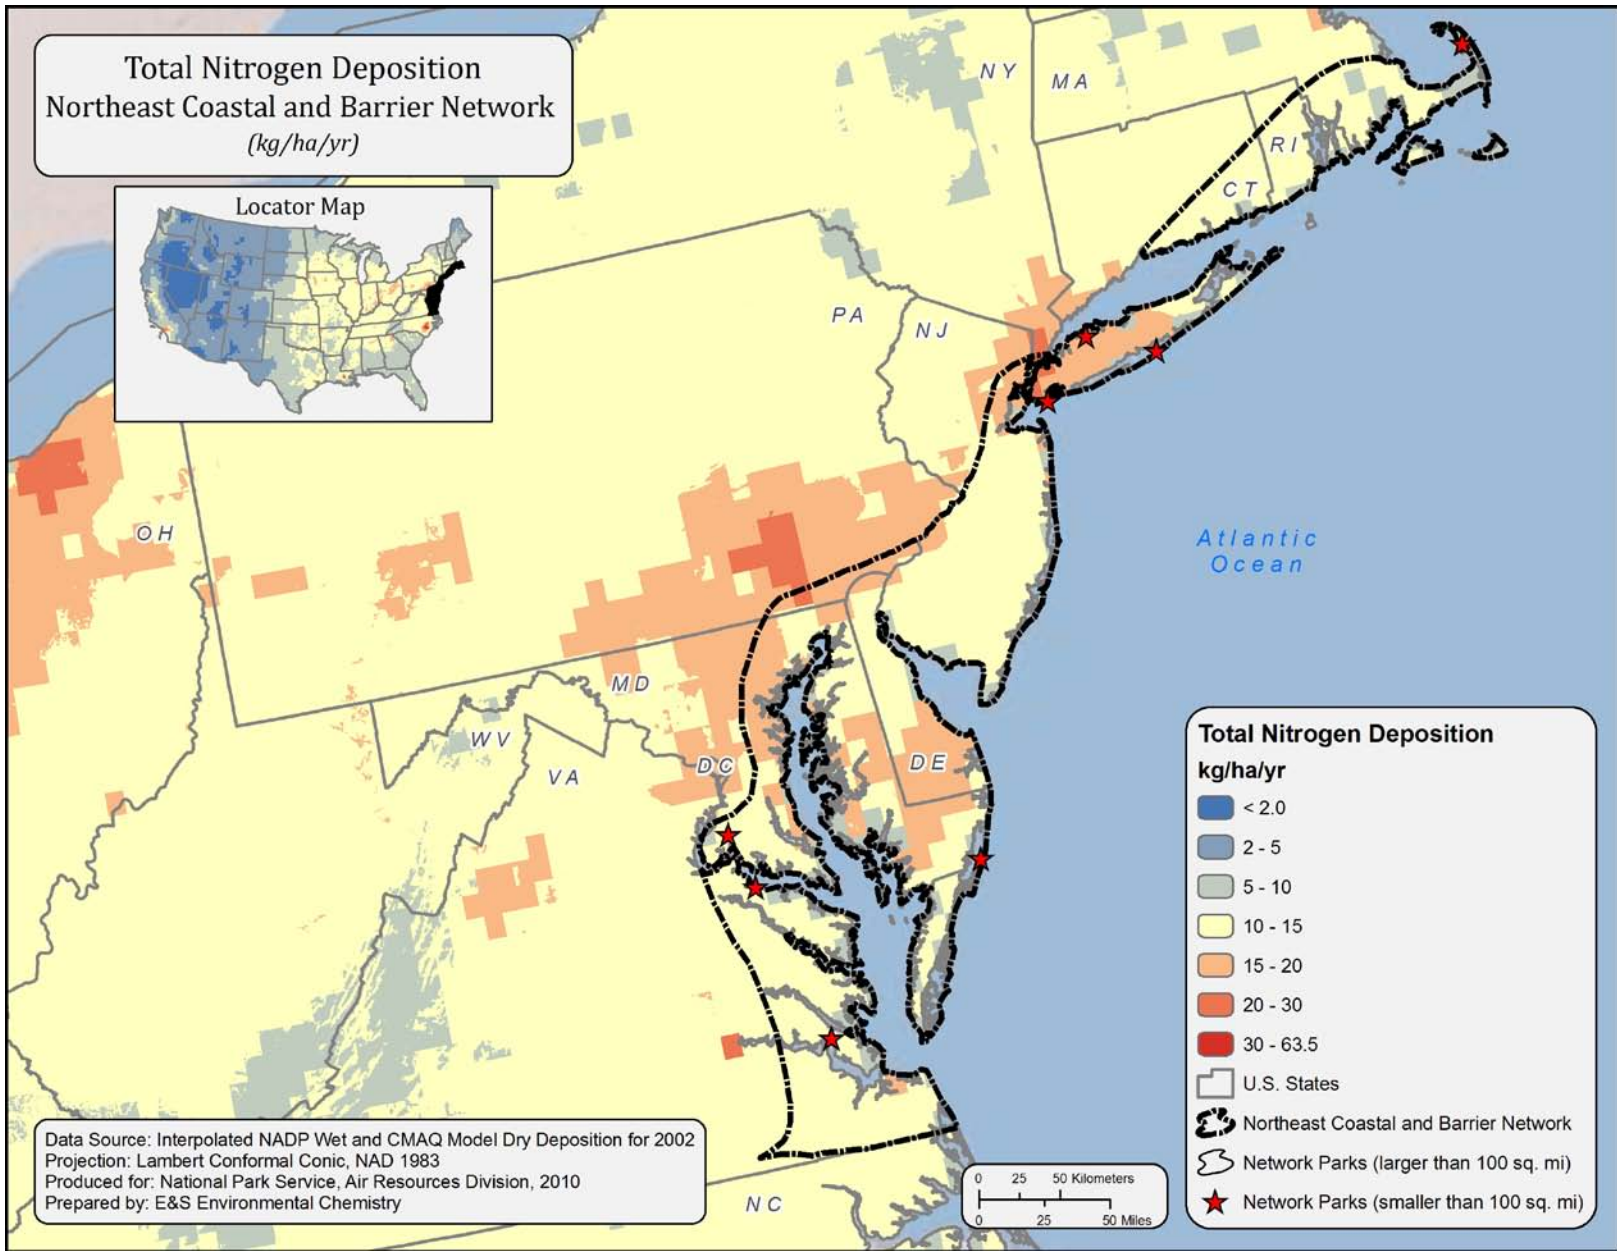 Total Nitrogen Deposition
Northeast Coastal and Barrier Network
(kg/ha/yr)
Locator Map
NY
MA
RI
CT
PA
NJ
OH
MD
WV
VA
DC
DE
NC
Atlantic
Ocean
Total Nitrogen Deposition
kg/ha/yr
< 2.0
2 - 5
5 - 10
10 - 15
15 - 20
20 - 30
30 - 63.5
U.S. States
Northeast Coastal and Barrier Network
Network Parks (larger than 100 sq. mi)
Network Parks (smaller than 100 sq. mi)
Data Source: Interpolated NADP Wet and CMAQ Model Dry Deposition for 2002
Projection: Lambert Conformal Conic, NAD 1983
Produced for: National Park Service, Air Resources Division, 2010
Prepared by: E&S Environmental Chemistry
0 25 50 Kilometers
0 25 50 Miles